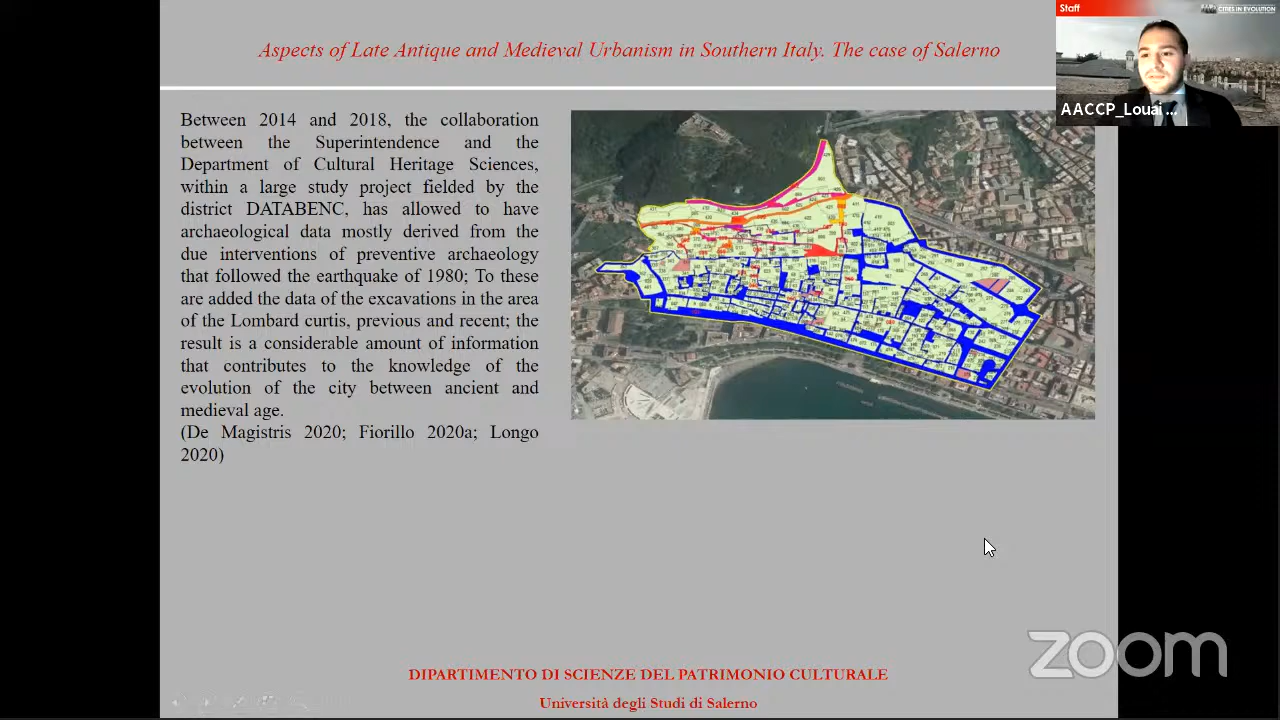 Aspects of Late Antique and Medieval Urbanism in Southern Italy. The case of Salerno
Staff
CITIES IN EVOLUTION
AACCP_Louai ...
Between 2014 and 2018, the collaboration
between the Superintendence and the
Department of Cultural Heritage Sciences,
within a large study project fielded by the
district DATABENC, has allowed to have
archaeological data mostly derived from the
due interventions of preventive archaeology
that followed the earthquake of 1980; To these
are added the data of the excavations in the area
of the Lombard curtis, previous and recent; the
result is a considerable amount of information
that contributes to the knowledge of the
evolution of the city between ancient and
medieval age.
(De Magistris 2020; Fiorillo 2020a; Longo
2020)
zoom
DIPARTIMENTO DI SCIENZE DEL PATRIMONIO CULTURALE
Università degli Studi di Salerno